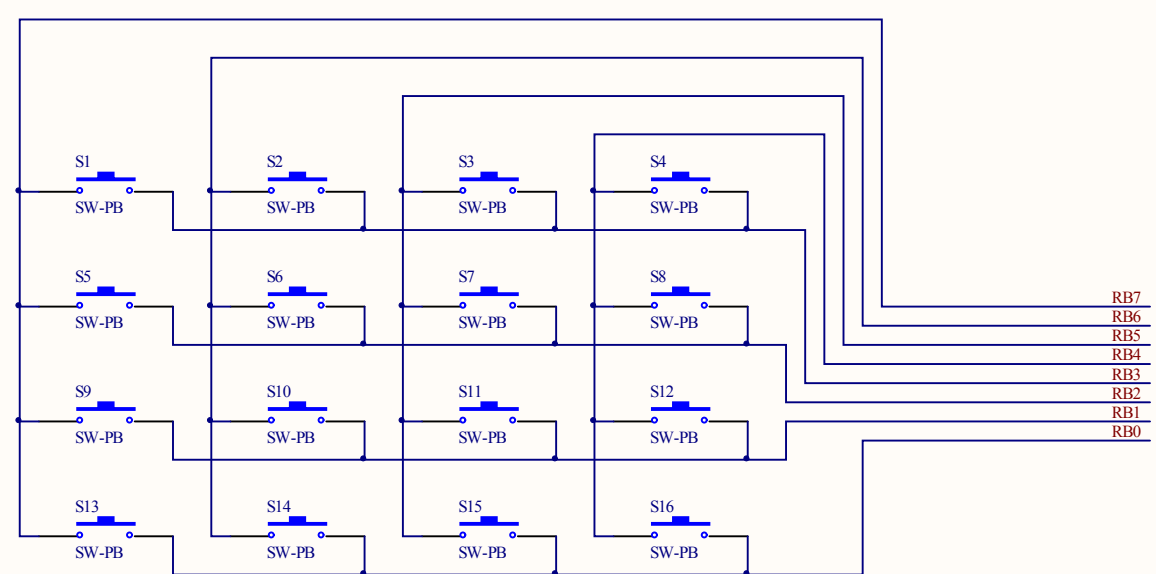 S1 S2 S3 S4
SW-PB SW-PB SW-PB SW-PB
S5 S6 S7 S8
RB7
SW-PB SW-PB SW-PB SW-PB
RB6
RB5
RB4
RB3
S9 S10 S11 S12
RB2
RB1
SW-PB SW-PB SW-PB SW-PB
RB0
S13 S14 S15 S16
SW-PB SW-PB SW-PB SW-PB